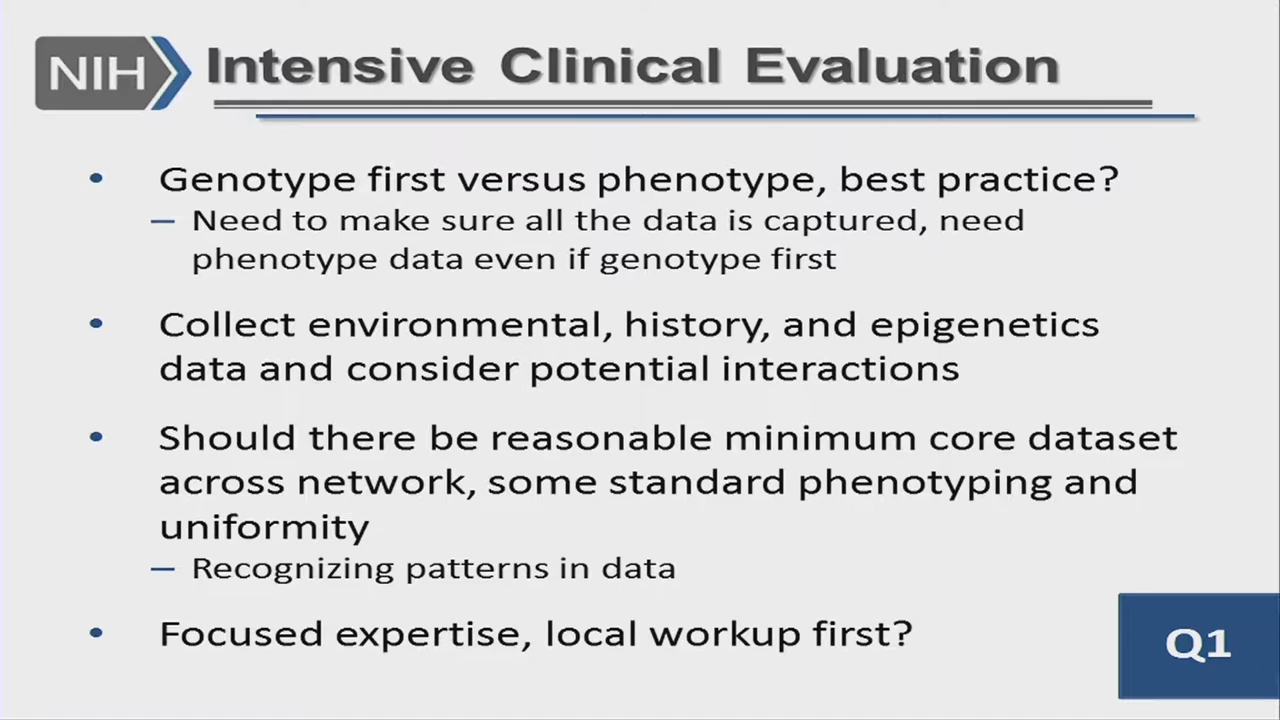 NIH
Intensive Clinical Evaluation
• Genotype first versus phenotype, best practice?
– Need to make sure all the data is captured, need
phenotype data even if genotype first
• Collect environmental, history, and epigenetics
data and consider potential interactions
• Should there be reasonable minimum core dataset
across network, some standard phenotyping and
uniformity
– Recognizing patterns in data
• Focused expertise, local workup first?
Q1